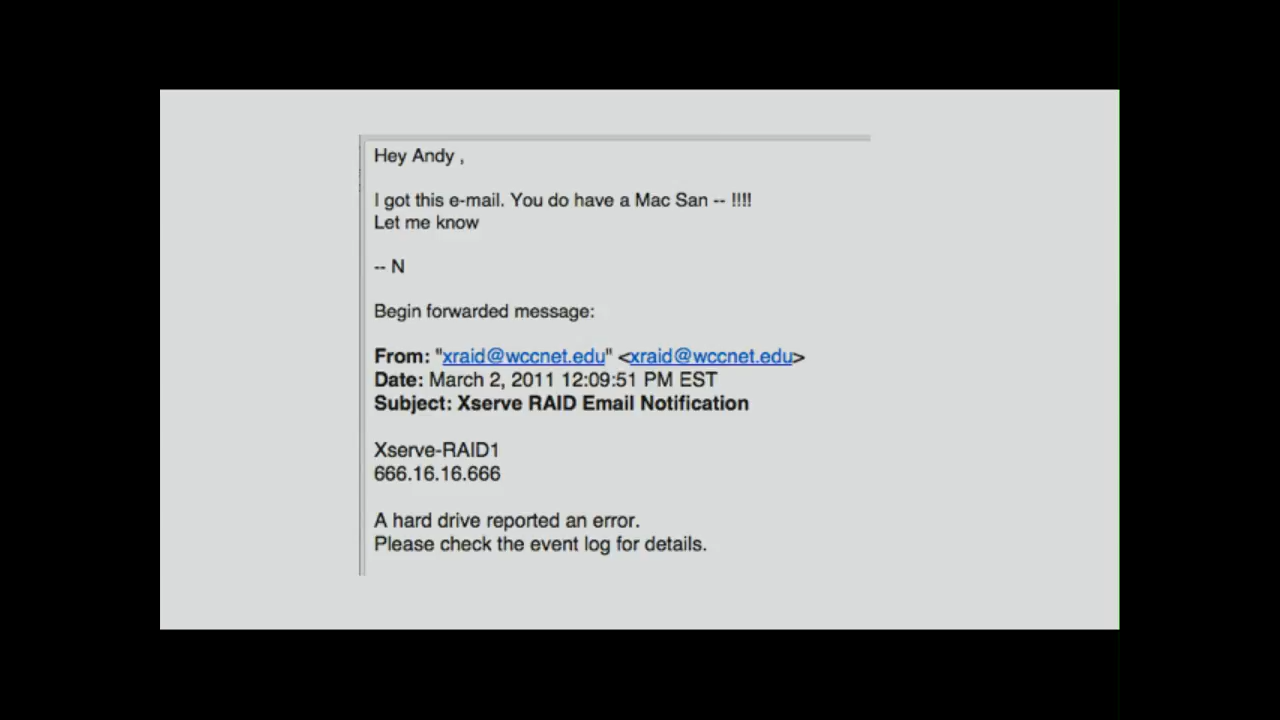 Hey Andy ,
I got this e-mail. You do have a Mac San -- !!!!
Let me know
-- N
Begin forwarded message:
From: "xraid@wccnet.edu" <xraid@wccnet.edu>
Date: March 2, 2011 12:09:51 PM EST
Subject: Xserve RAID Email Notification
Xserve-RAID1
666.16.16.666
A hard drive reported an error.
Please check the event log for details.